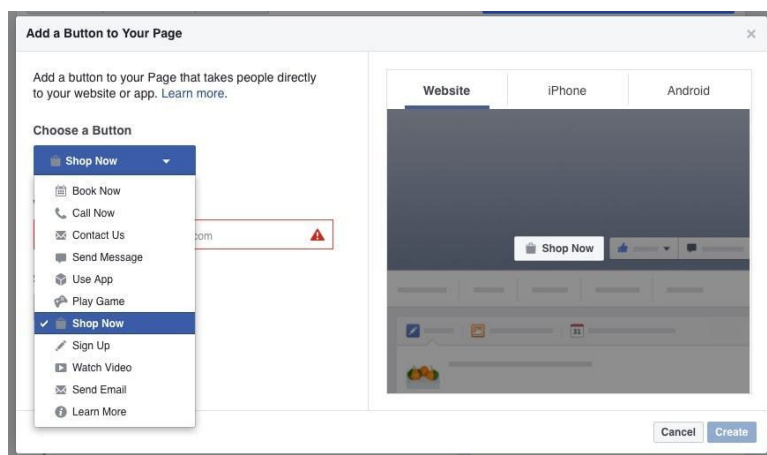 Add a Button to Your Page
Add a button to your Page that takes people directly
to your website or app. Learn more.
Choose a Button
Shop Now
Book Now
Call Now
Contact Us
Send Message
Use App
Play Game
Shop Now
Sign Up
Watch Video
Send Email
Learn More
com
Website iPhone Android
Shop Now
31
Cancel Create